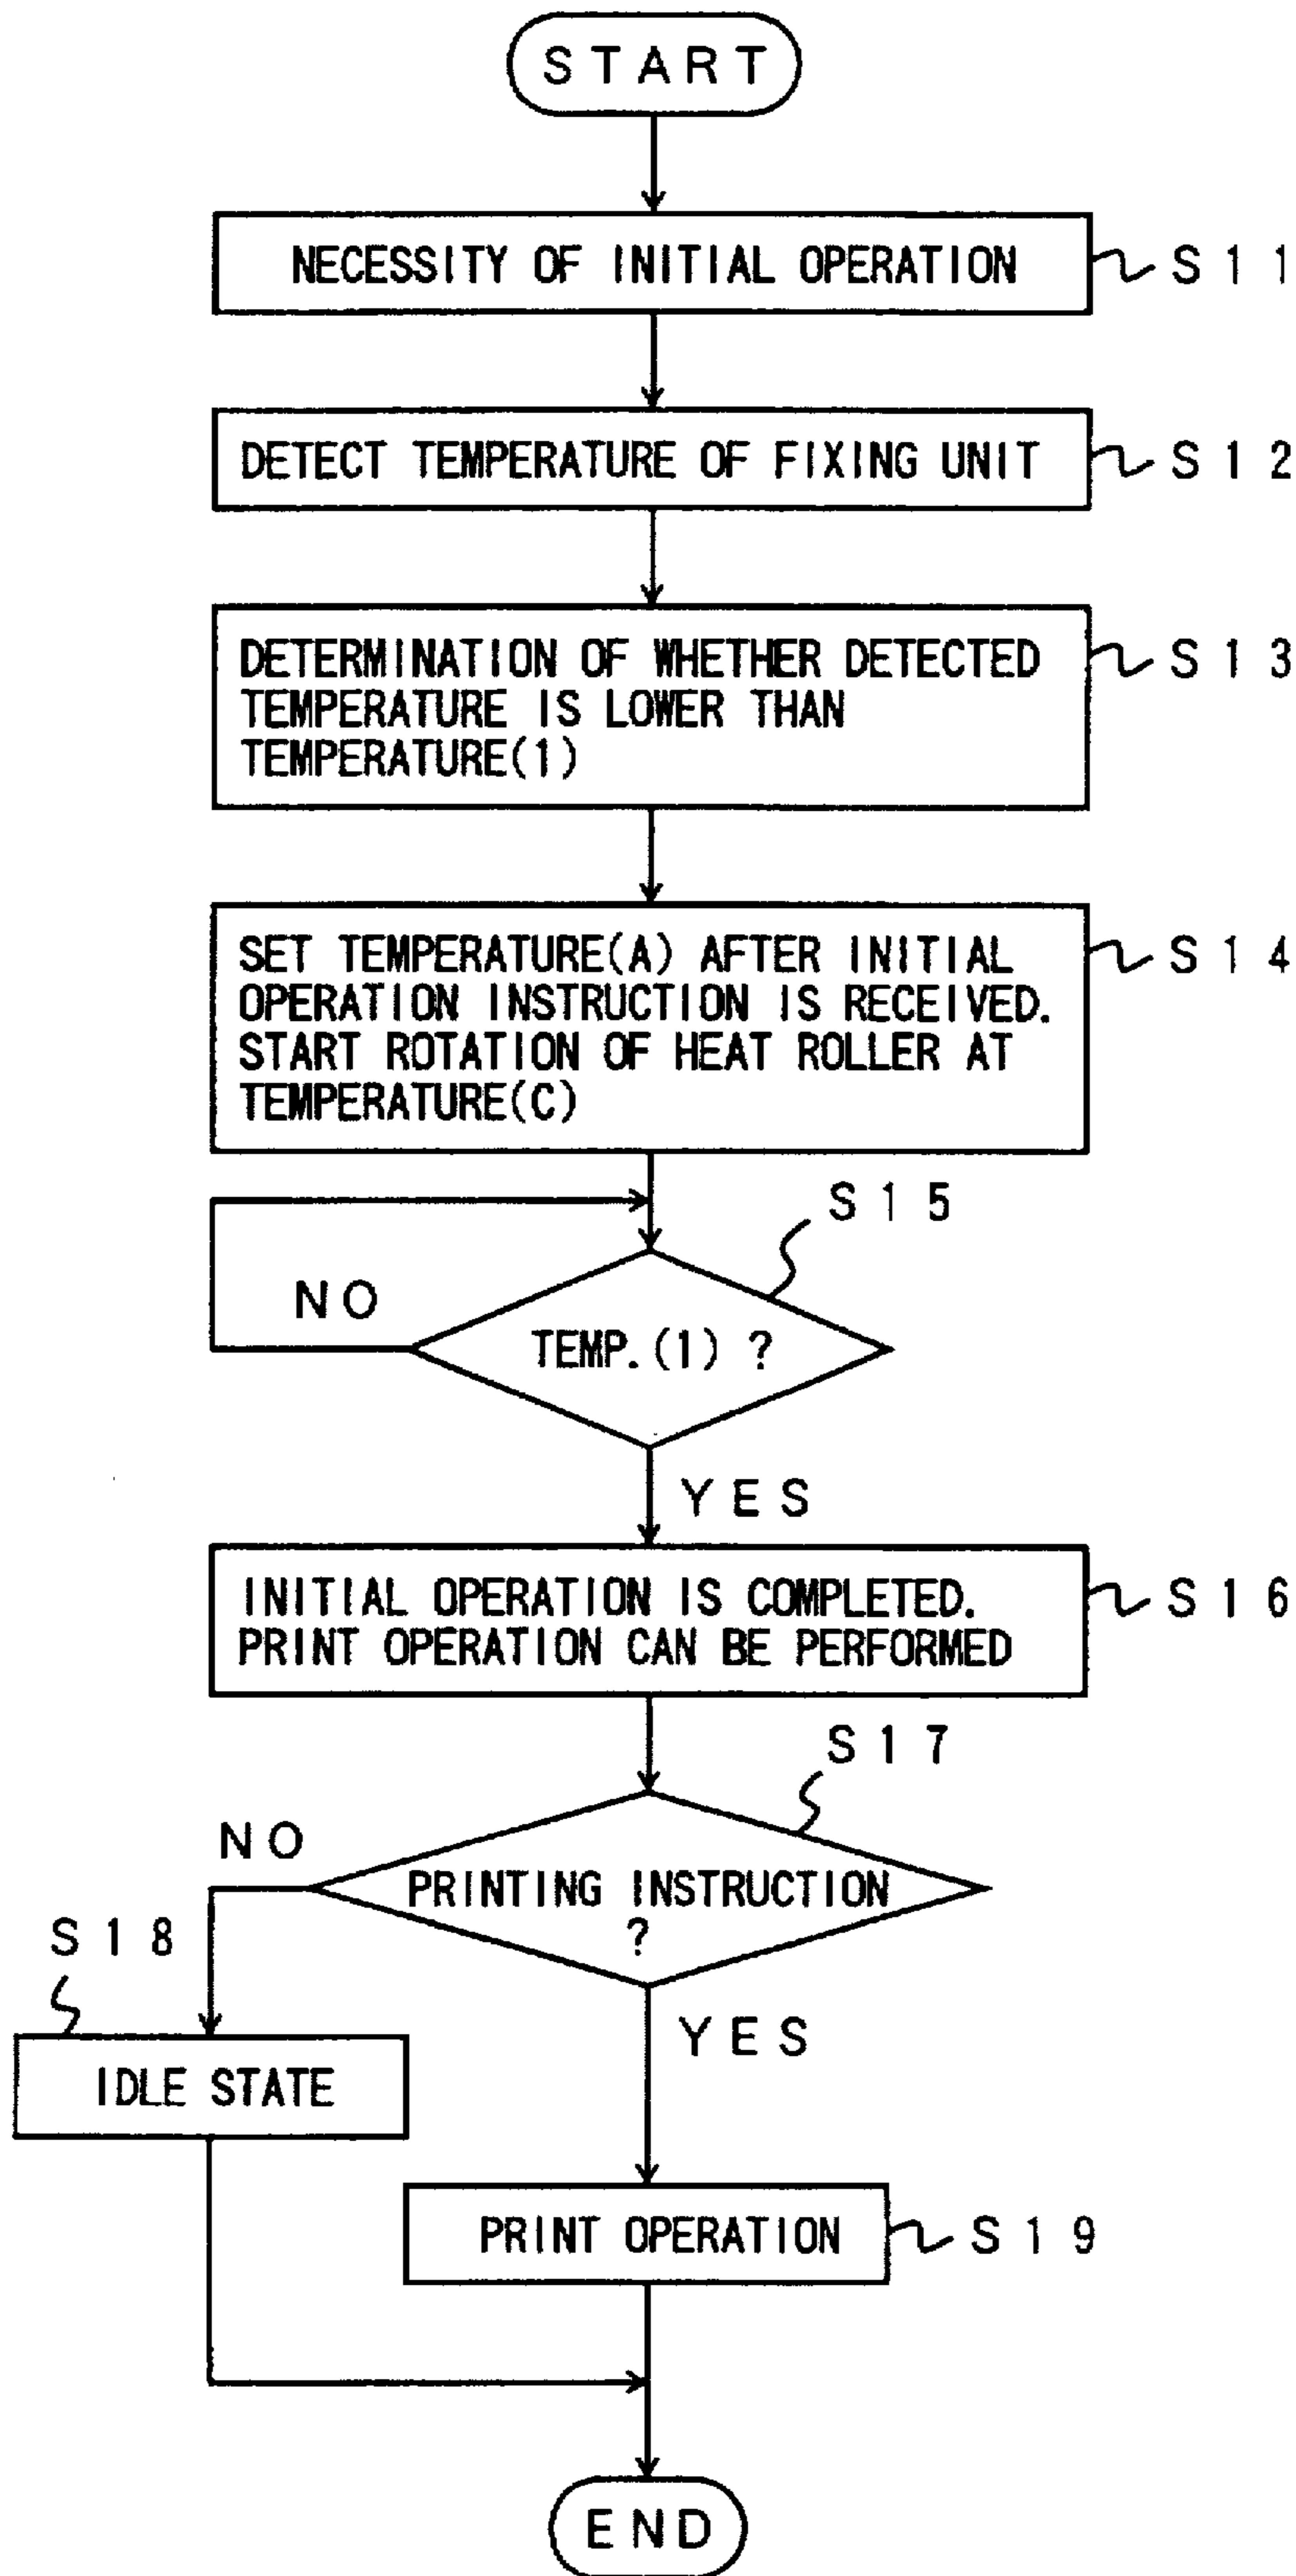 START
NECESSITY OF INITIAL OPERATION
S11
DETECT TEMPERATURE OF FIXING UNIT
S12
DETERMINATION OF WHETHER DETECTED
TEMPERATURE IS LOWER THAN
TEMPERATURE(1)
S13
SET TEMPERATURE(A) AFTER INITIAL
OPERATION INSTRUCTION IS RECEIVED.
START ROTATION OF HEAT ROLLER AT
TEMPERATURE(C)
S14
S15
NO
TEMP.(1) ?
YES
INITIAL OPERATION IS COMPLETED.
PRINT OPERATION CAN BE PERFORMED
S16
S17
NO
PRINTING INSTRUCTION
?
S18
YES
IDLE STATE
PRINT OPERATION
S19
END